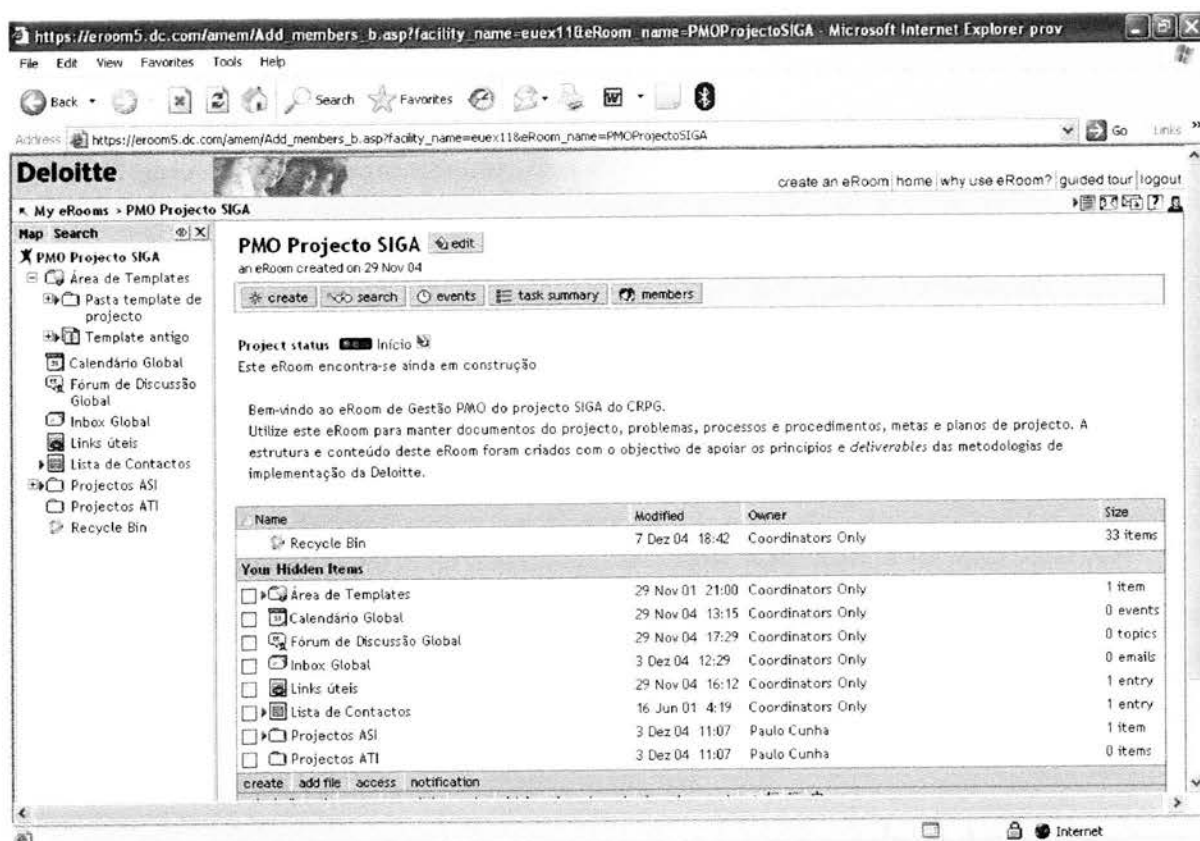 https://eroom5.dc.com/amem/Add_members_b.asp?facility_name=euex11&eRoom_name=PMOProjectoSIGA - Microsoft Internet Explorer prov
File Edit View Favorites Tools Help
Back Search Favorites
Address https://eroom5.dc.com/amem/Add_members_b.asp?facility_name=euex11&eRoom_name=PMOProjectoSIGA Go Links »
Deloitte
create an eRoom home why use eRoom? guided tour logout
My eRooms > PMO Projecto SIGA
Map Search
PMO Projecto SIGA
Área de Templates
Pasta template de
projecto
Template antigo
Calendário Global
Fórum de Discussão
Global
Inbox Global
Links úteis
Lista de Contactos
Projectos ASI
Projectos ATI
Recycle Bin
PMO Projecto SIGA edit
an eRoom created on 29 Nov 04
create search events task summary members
Project status Início
Este eRoom encontra-se ainda em construção
Bem-vindo ao eRoom de Gestão PMO do projecto SIGA do CRPG.
Utilize este eRoom para manter documentos do projecto, problemas, processos e procedimentos, metas e planos de projecto. A
estrutura e conteúdo deste eRoom foram criados com o objectivo de apoiar os princípios e deliverables das metodologias de
implementação da Deloitte.
Name Modified Owner Size
Recycle Bin 7 Dez 04 18:42 Coordinators Only 33 items
Your Hidden Items
Área de Templates 29 Nov 01 21:00 Coordinators Only 1 item
Calendário Global 29 Nov 04 13:15 Coordinators Only 0 events
Fórum de Discussão Global 29 Nov 04 17:29 Coordinators Only 0 topics
Inbox Global 3 Dez 04 12:29 Coordinators Only 0 emails
Links úteis 29 Nov 04 16:12 Coordinators Only 1 entry
Lista de Contactos 16 Jun 01 4:19 Coordinators Only 1 entry
Projectos ASI 3 Dez 04 11:07 Paulo Cunha 1 item
Projectos ATI 3 Dez 04 11:07 Paulo Cunha 0 items
create add file access notification
Internet